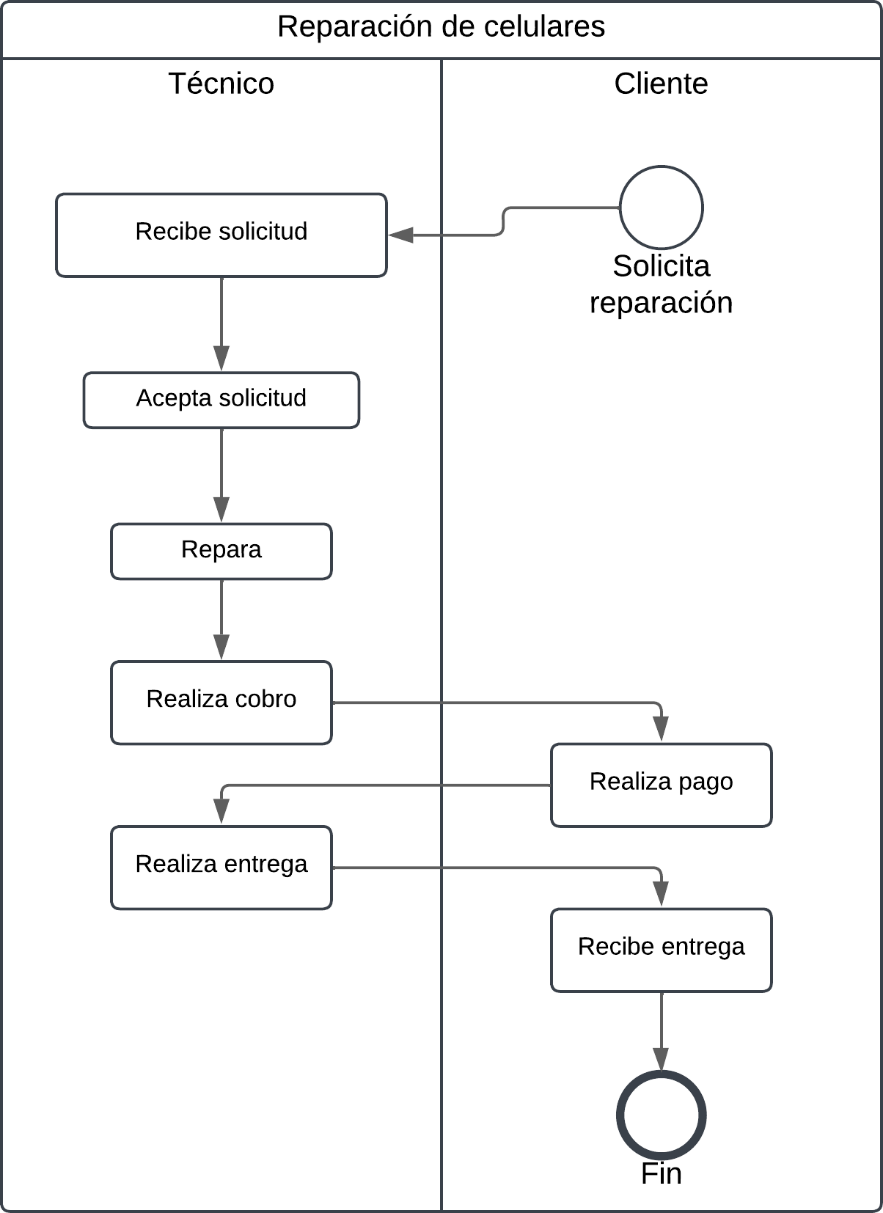 Reparación de celulares
Técnico
Cliente
Recibe solicitud
Solicita
reparación
Acepta solicitud
Repara
Realiza cobro
Realiza pago
Realiza entrega
Recibe entrega
Fin